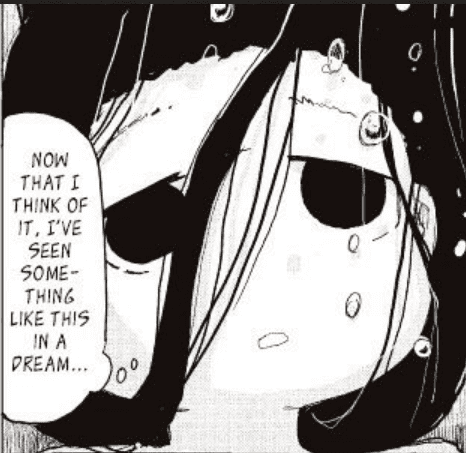 NOW
THAT I
THINK OF
IT, I'VE
SEEN
SOME-
THING
LIKE THIS
IN A
DREAM...